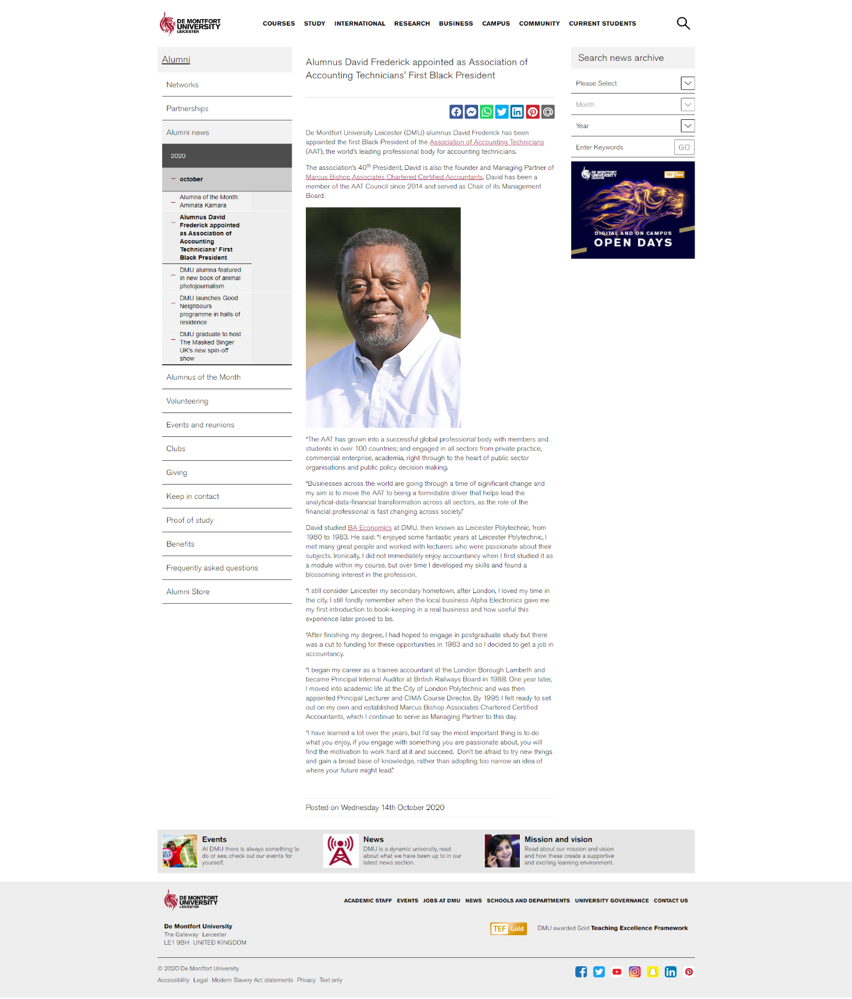 DE MONTFORT
UNIVERSITY
LEICESTER
COURSES STUDY INTERNATIONAL RESEARCH BUSINESS CAMPUS COMMUNITY CURRENT STUDENTS
Alumni
Networks
Partnerships
Alumni news
2020
october
Alumna of the Month:
Aminata Kamara
Alumnus David
Frederick appointed
as Association of
Accounting
Technicians' First
Black President
DMU alumna featured
in new book of animal
photojournalism
DMU launches Good
Neighbours
programme in halls of
residence
DMU graduate to host
The Masked Singer
UK's new spin-off
show
Alumnus of the Month
Volunteering
Events and reunions
Clubs
Giving
Keep in contact
Proof of study
Benefits
Frequently asked questions
Alumni Store
Alumnus David Frederick appointed as Association of
Accounting Technicians' First Black President
De Montfort University Leicester (DMU) alumnus David Frederick has been
appointed the first Black President of the Association of Accounting Technicians
(AAT), the world's leading professional body for accounting technicians.
The association's 40th President, David is also the founder and Managing Partner of
Marcus Bishop Associates Chartered Certified Accountants. David has been a
member of the AAT Council since 2014 and served as Chair of its Management
Board.
“The AAT has grown into a successful global professional body with members and
students in over 100 countries; and engaged in all sectors from private practice,
commercial enterprise, academia, right through to the heart of public sector
organisations and public policy decision making.
“Businesses across the world are going through a time of significant change and
my aim is to move the AAT to being a formidable driver that helps lead the
analytical-data-financial transformation across all sectors, as the role of the
financial professional is fast changing across society.”
David studied BA Economics at DMU, then known as Leicester Polytechnic, from
1980 to 1983. He said: “I enjoyed some fantastic years at Leicester Polytechnic, I
met many great people and worked with lecturers who were passionate about their
subjects. Ironically, I did not immediately enjoy accountancy when I first studied it as
a module within my course, but over time I developed my skills and found a
blossoming interest in the profession.
“I still consider Leicester my secondary hometown, after London, I loved my time in
the city. I still fondly remember when the local business Alpha Electronics gave me
my first introduction to book-keeping in a real business and how useful this
experience later proved to be.
“After finishing my degree, I had hoped to engage in postgraduate study but there
was a cut to funding for these opportunities in 1983 and so I decided to get a job in
accountancy.
“I began my career as a trainee accountant at the London Borough Lambeth and
became Principal Internal Auditor at British Railways Board in 1988. One year later,
I moved into academic life at the City of London Polytechnic and was then
appointed Principal Lecturer and CIMA Course Director. By 1995 I felt ready to set
out on my own and established Marcus Bishop Associates Chartered Certified
Accountants, which I continue to serve as Managing Partner to this day.
“I have learned a lot over the years, but I'd say the most important thing is to do
what you enjoy, if you engage with something you are passionate about, you will
find the motivation to work hard at it and succeed. Don't be afraid to try new things
and gain a broad base of knowledge, rather than adopting too narrow an idea of
where your future might lead.”
Posted on Wednesday 14th October 2020
Search news archive
Please Select
Month
Year
Enter Keywords GO
DE MONTFORT
UNIVERSITY
LEICESTER
TEF Gold
DIGITAL AND ON CAMPUS
OPEN DAYS
Events
At DMU there is always something to
do or see, check out our events for
yourself.
HELP
News
DMU is a dynamic university, read
about what we have been up to in our
latest news section.
Mission and vision
Read about our mission and vision
and how these create a supportive
and exciting learning environment.
DE MONTFORT
UNIVERSITY
LEICESTER
ACADEMIC STAFF EVENTS JOBS AT DMU NEWS SCHOOLS AND DEPARTMENTS UNIVERSITY GOVERNANCE CONTACT US
De Montfort University
The Gateway Leicester
LE1 9BH UNITED KINGDOM
TEF Gold
DMU awarded Gold Teaching Excellence Framework
© 2020 De Montfort University
Accessibility Legal Modern Slavery Act statements Privacy Text only